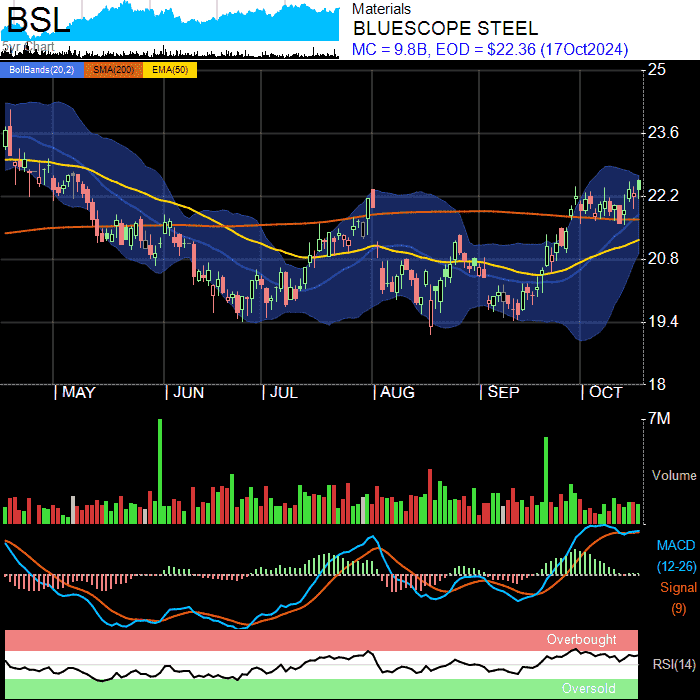 BSL
5yr Chart
Materials
BLUESCOPE STEEL
MC = 9.8B, EOD = $22.36 (17Oct2024)
BollBands(20,2) SMA(200) EMA(50)
25
23.6
22.2
20.8
19.4
18
MAY JUN JUL AUG SEP OCT
7M
Volume
MACD
(12-26)
Signal
(9)
Overbought
RSI(14)
Oversold